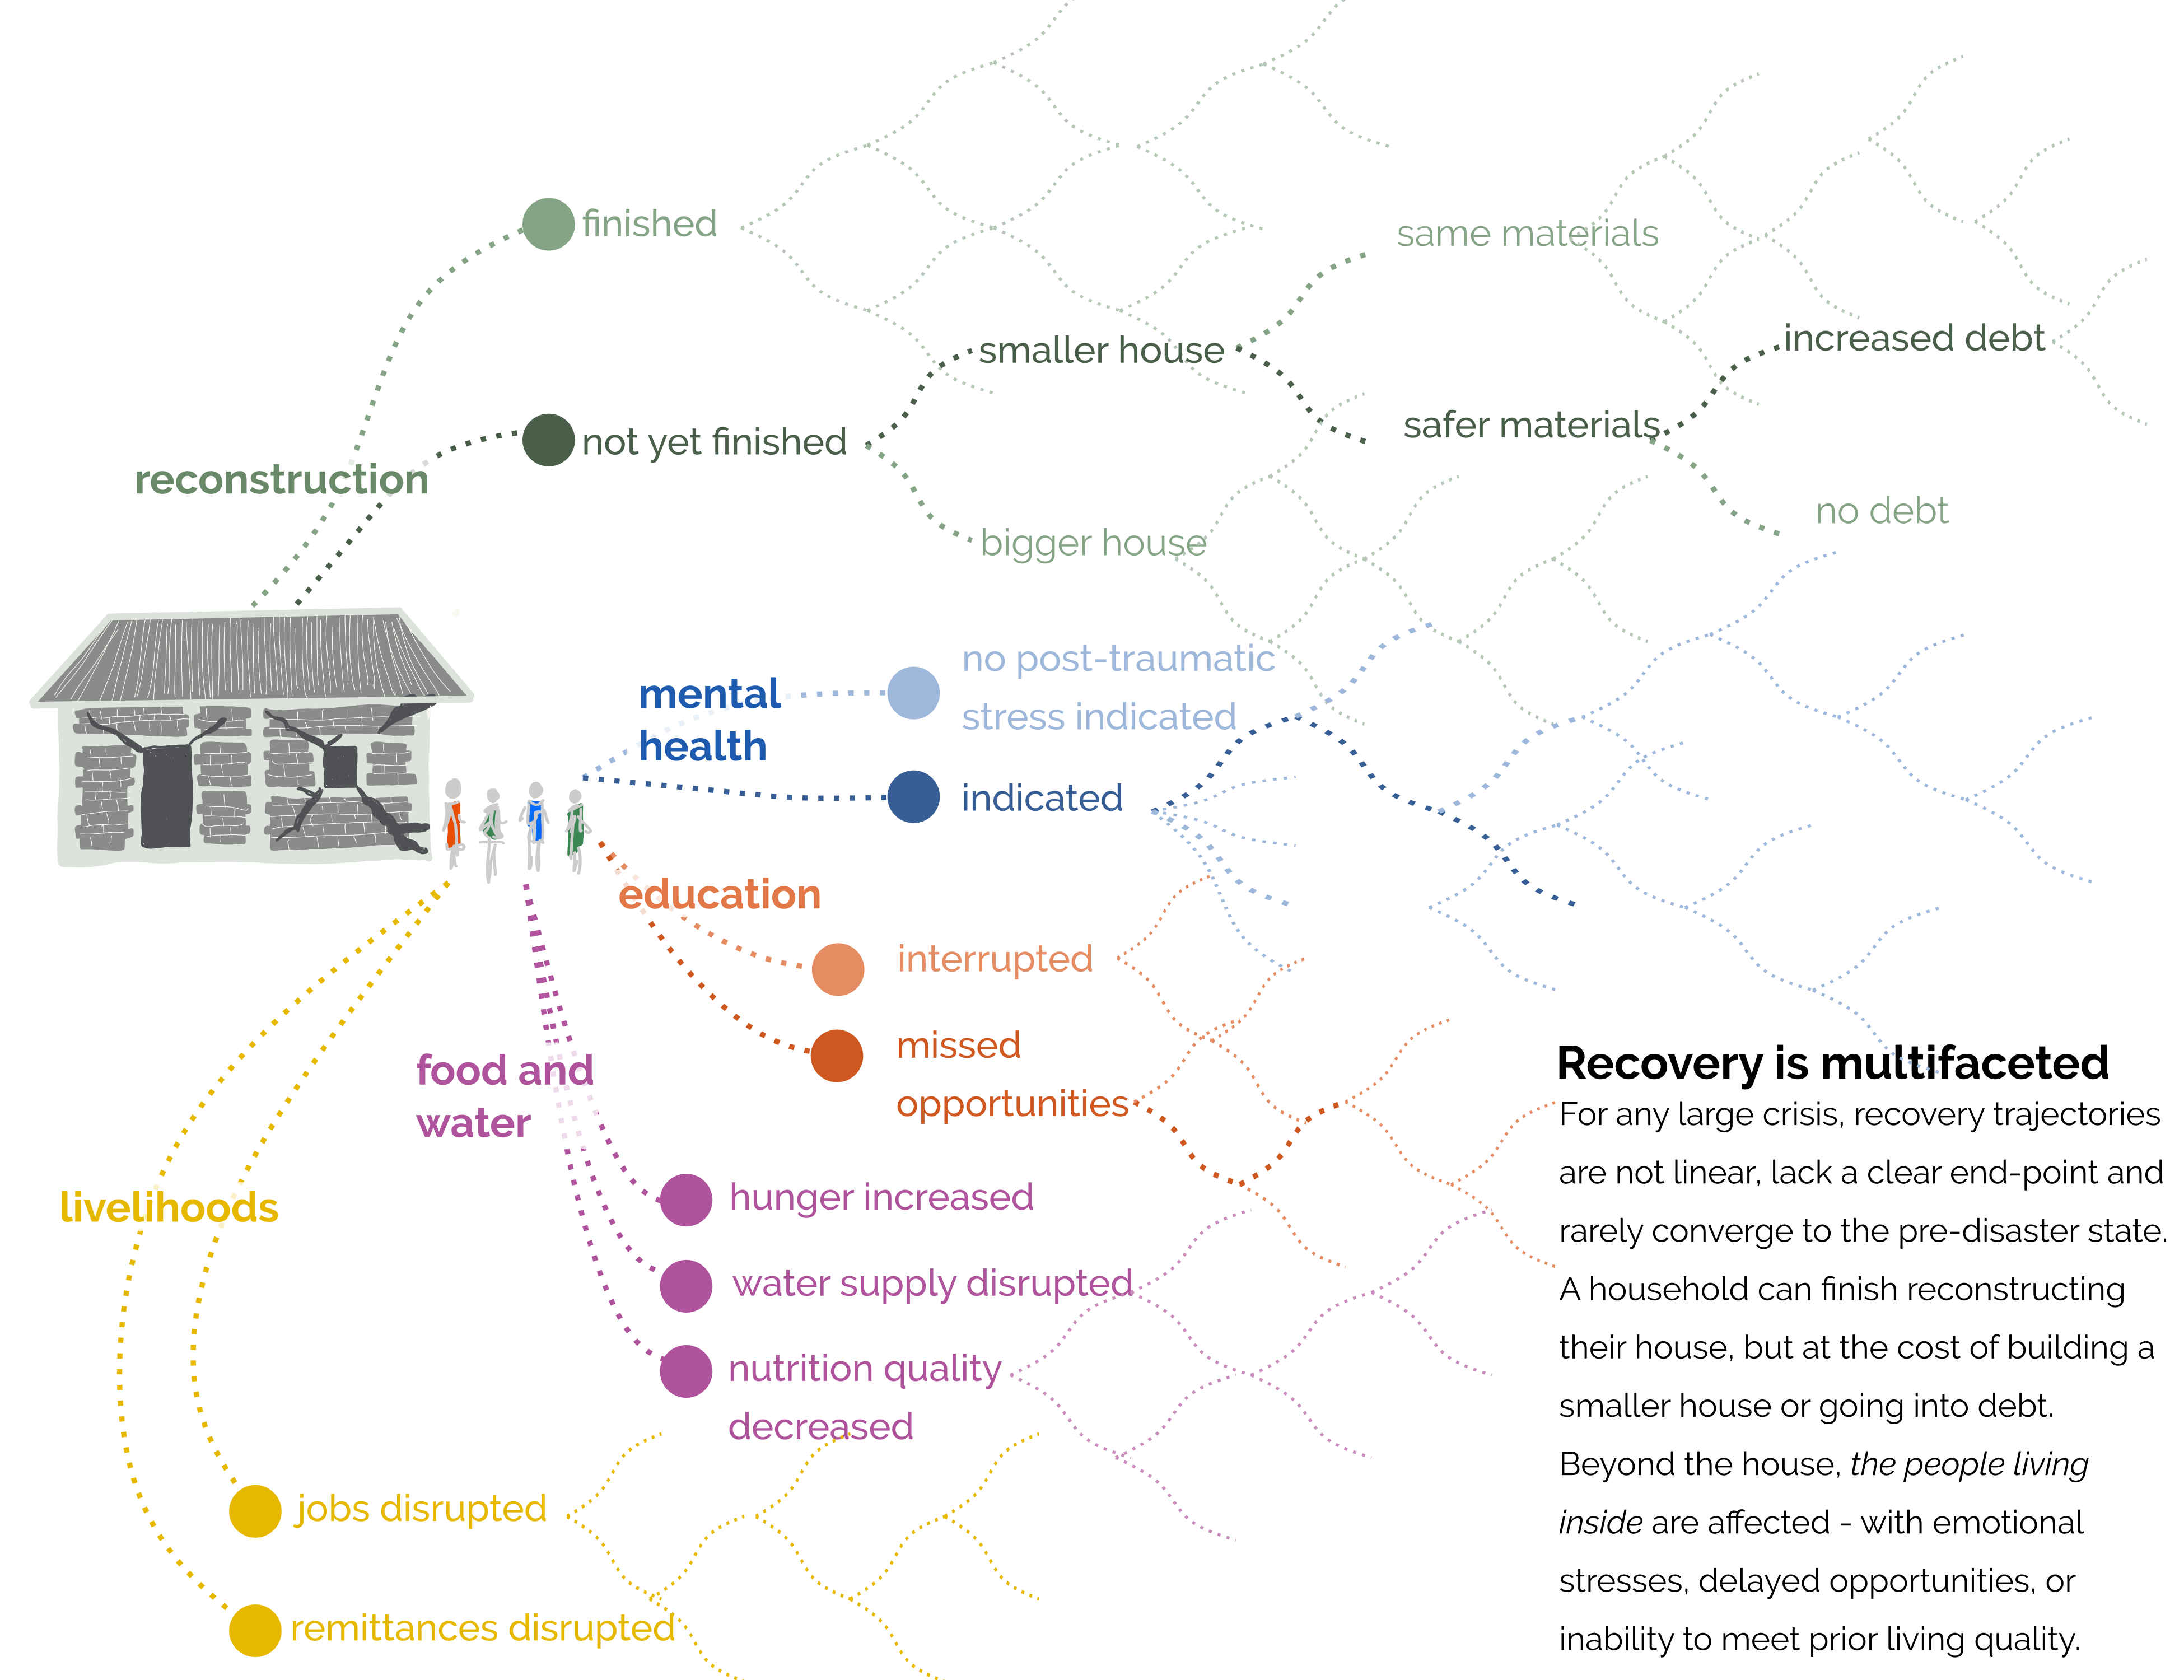 finished
same materials
smaller house
increased debt
safer materials
not yet finished
reconstruction
bigger house
no debt
mental
health
no post-traumatic
stress indicated
indicated
education
interrupted
missed
opportunities
food and
water
hunger increased
water supply disrupted
nutrition quality
decreased
livelihoods
jobs disrupted
remittances disrupted
Recovery is multifaceted
For any large crisis, recovery trajectories
are not linear, lack a clear end-point and
rarely converge to the pre-disaster state.
A household can finish reconstructing
their house, but at the cost of building a
smaller house or going into debt.
Beyond the house, the people living
inside are affected - with emotional
stresses, delayed opportunities, or
inability to meet prior living quality.